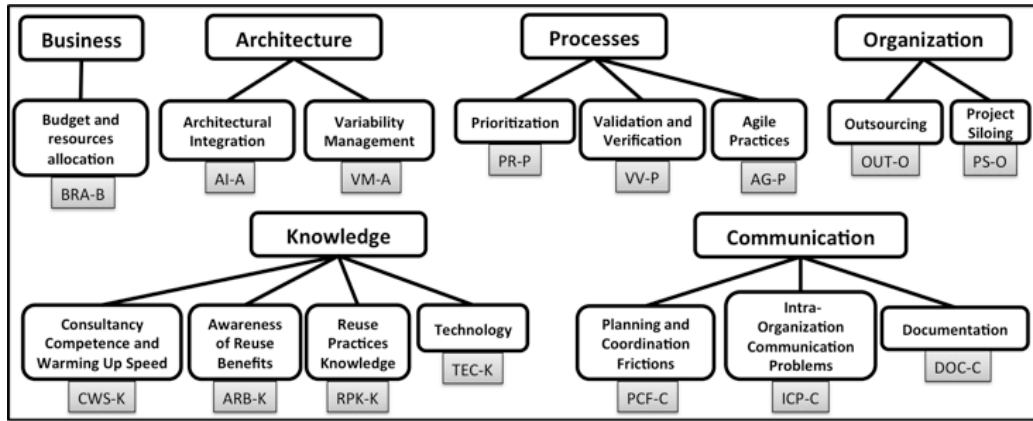 Business
Architecture
Processes
Organization
Budget and
resources
allocation
BRA-B
Architectural
Integration
AI-A
Variability
Management
VM-A
Prioritization
PR-P
Validation and
Verification
VV-P
Agile
Practices
AG-P
Outsourcing
OUT-O
Project
Siloing
PS-O
Knowledge
Communication
Consultancy
Competence and
Warming Up Speed
CWS-K
Awareness
of Reuse
Benefits
ARB-K
Reuse
Practices
Knowledge
RPK-K
Technology
TEC-K
Planning and
Coordination
Frictions
PCF-C
Intra-
Organization
Communication
Problems
ICP-C
Documentation
DOC-C